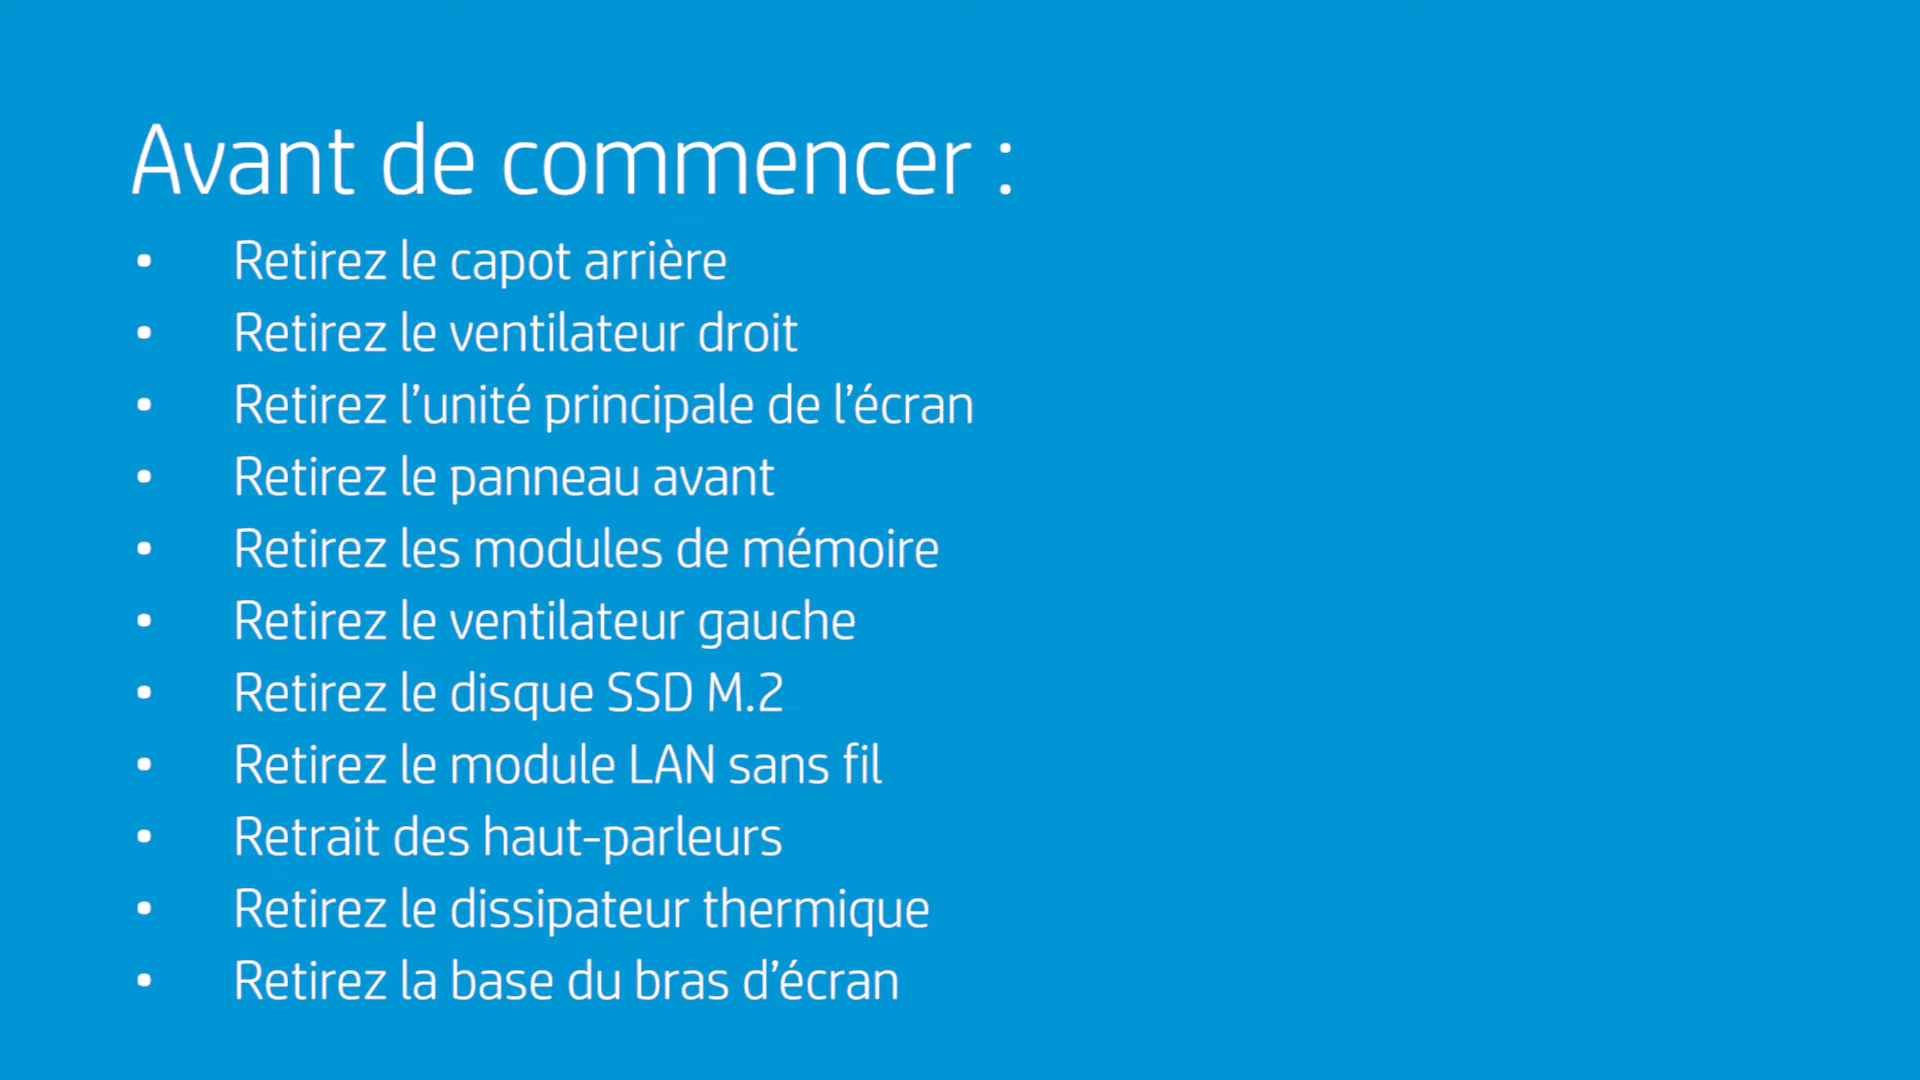 Avant de commencer :
• Retirez le capot arrière
• Retirez le ventilateur droit
• Retirez l’unité principale de l’écran
• Retirez le panneau avant
• Retirez les modules de mémoire
• Retirez le ventilateur gauche
• Retirez le disque SSD M.2
• Retirez le module LAN sans fil
• Retrait des haut-parleurs
• Retirez le dissipateur thermique
• Retirez la base du bras d’écran